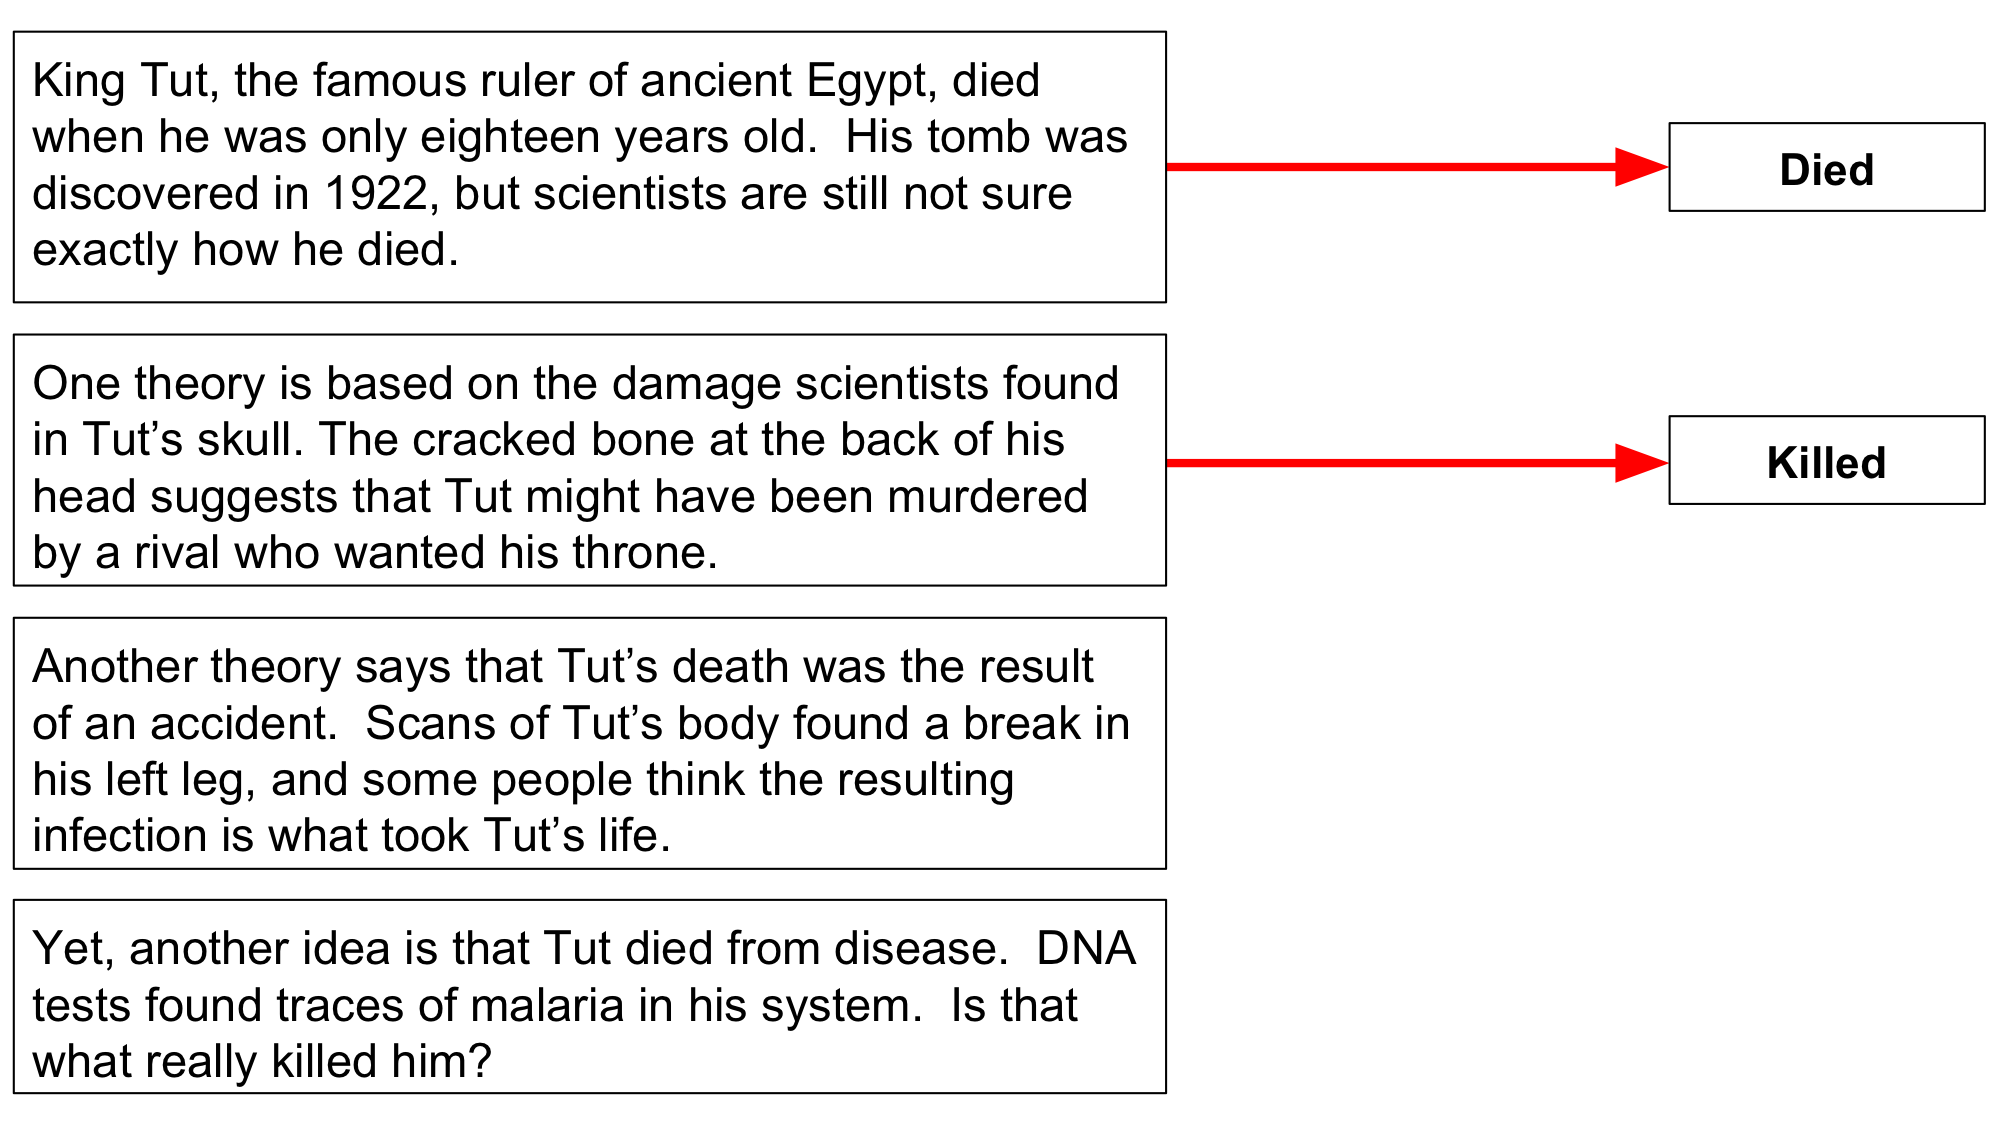 King Tut, the famous ruler of ancient Egypt, died
when he was only eighteen years old.  His tomb was
discovered in 1922, but scientists are still not sure
exactly how he died.
Died
One theory is based on the damage scientists found
in Tut’s skull. The cracked bone at the back of his
head suggests that Tut might have been murdered
by a rival who wanted his throne.
Killed
Another theory says that Tut’s death was the result
of an accident.  Scans of Tut’s body found a break in
his left leg, and some people think the resulting
infection is what took Tut’s life.
Yet, another idea is that Tut died from disease.  DNA
tests found traces of malaria in his system.  Is that
what really killed him?